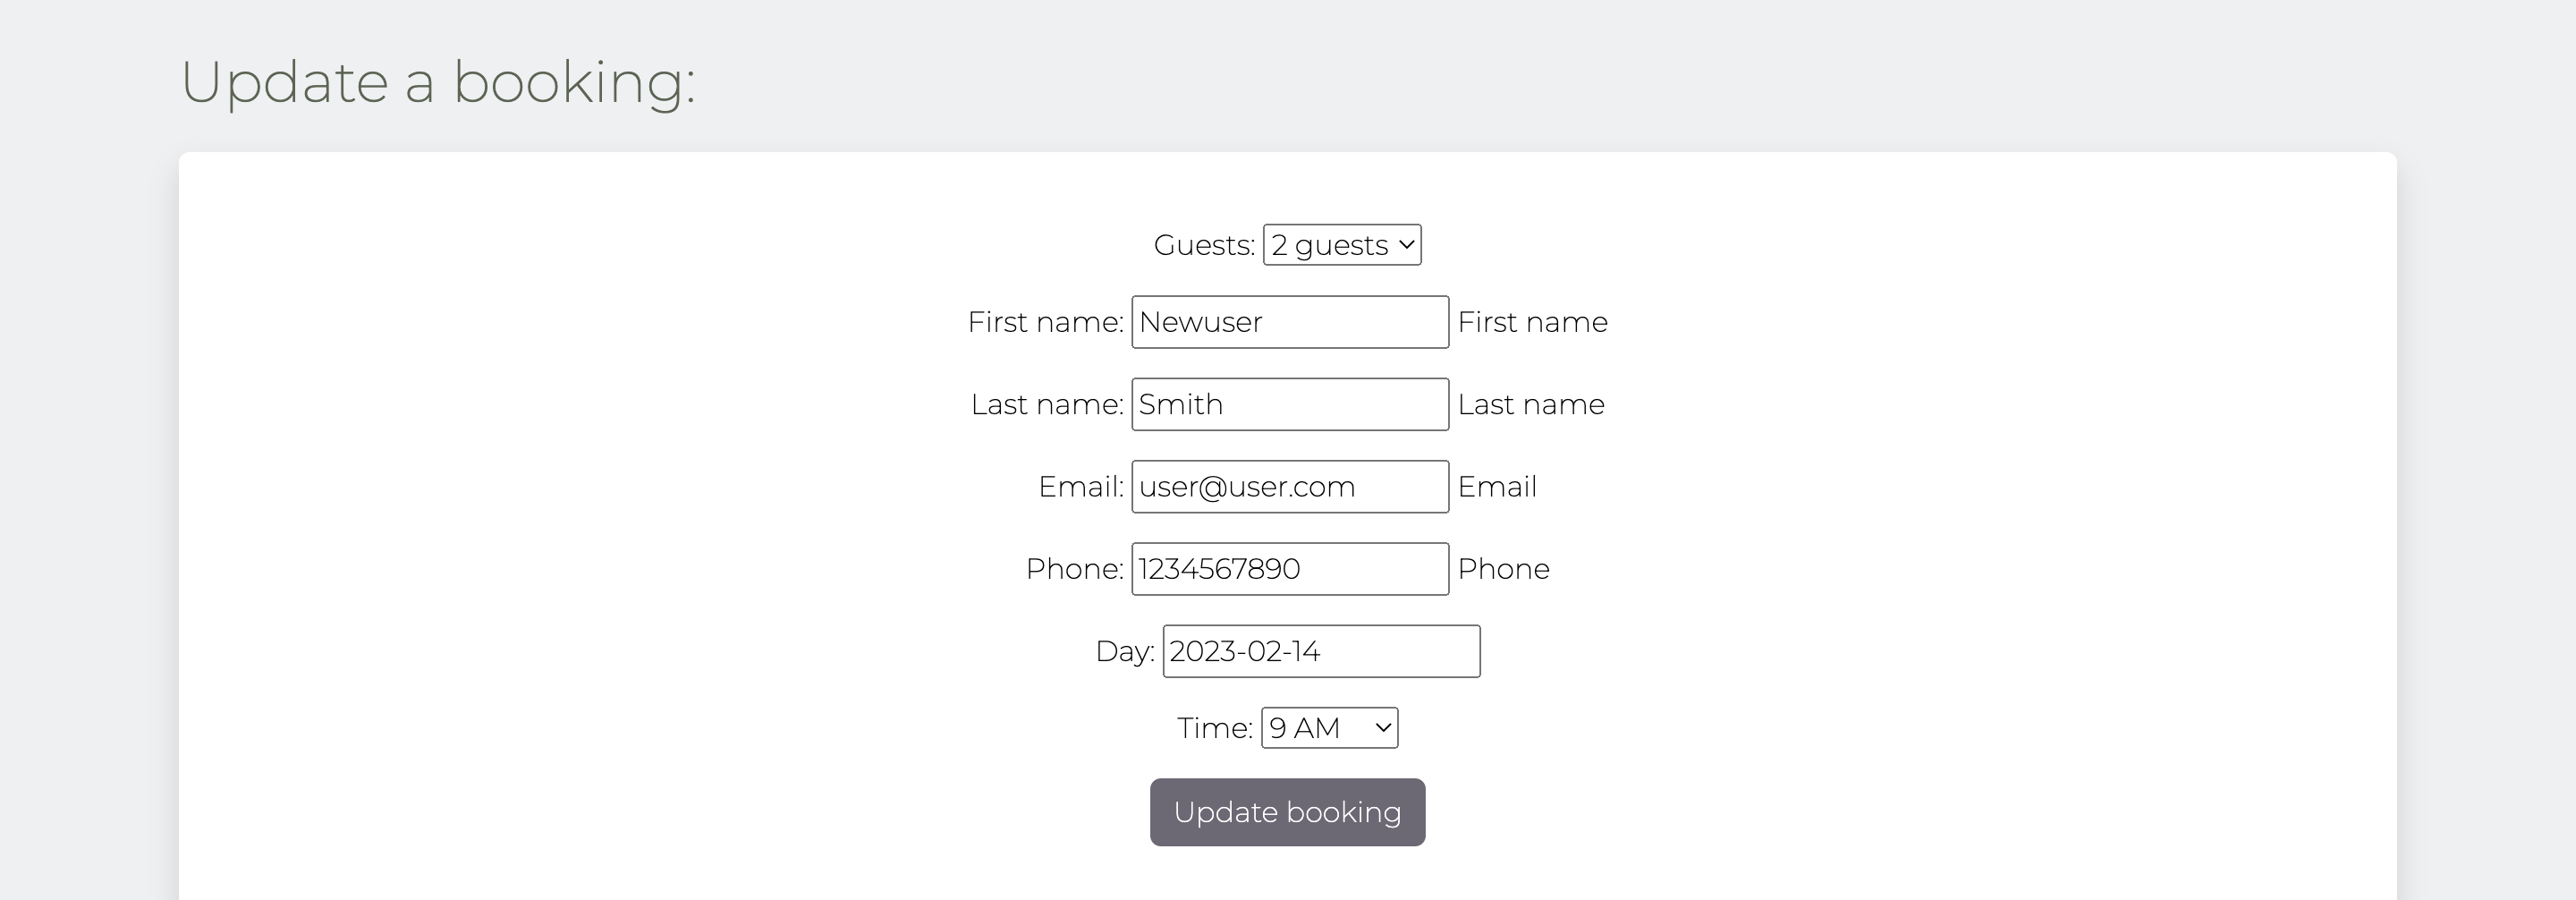 Update a booking:
Guests: 2 guests
First name: Newuser First name
Last name: Smith Last name
Email: user@user.com Email
Phone: 1234567890 Phone
Day: 2023-02-14
Time: 9 AM
Update booking